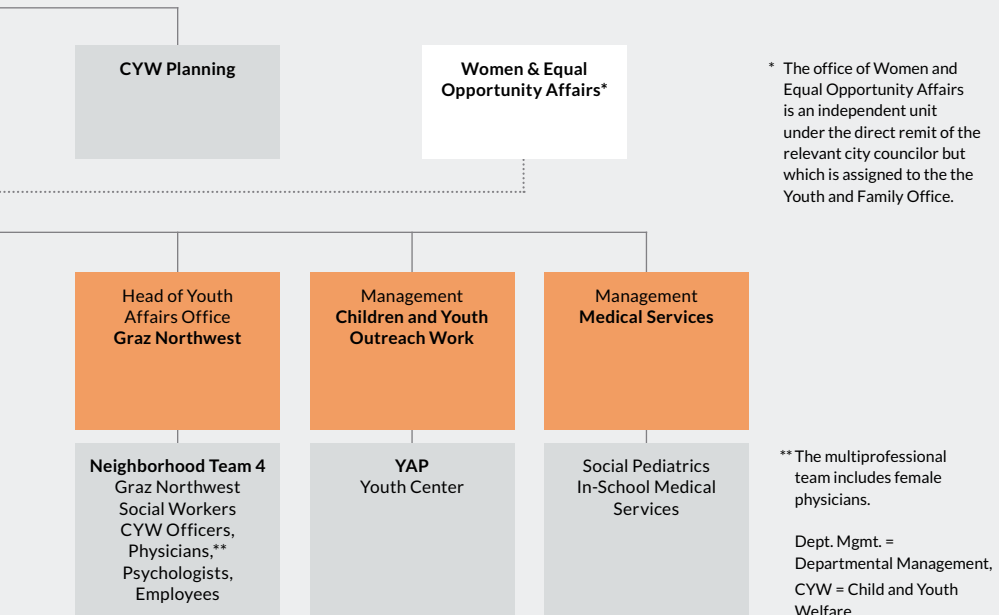 CYW Planning
Women & Equal
Opportunity Affairs*
* The office of Women and
Equal Opportunity Affairs
is an independent unit
under the direct remit of the
relevant city councilor but
which is assigned to the the
Youth and Family Office.
Head of Youth
Affairs Office
Graz Northwest
Management
Children and Youth
Outreach Work
Management
Medical Services
Neighborhood Team 4
Graz Northwest
Social Workers
CYW Officers,
Physicians,**
Psychologists,
Employees
YAP
Youth Center
Social Pediatrics
In-School Medical
Services
** The multiprofessional
team includes female
physicians.
Dept. Mgmt. =
Departmental Management,
CYW = Child and Youth
Welfare